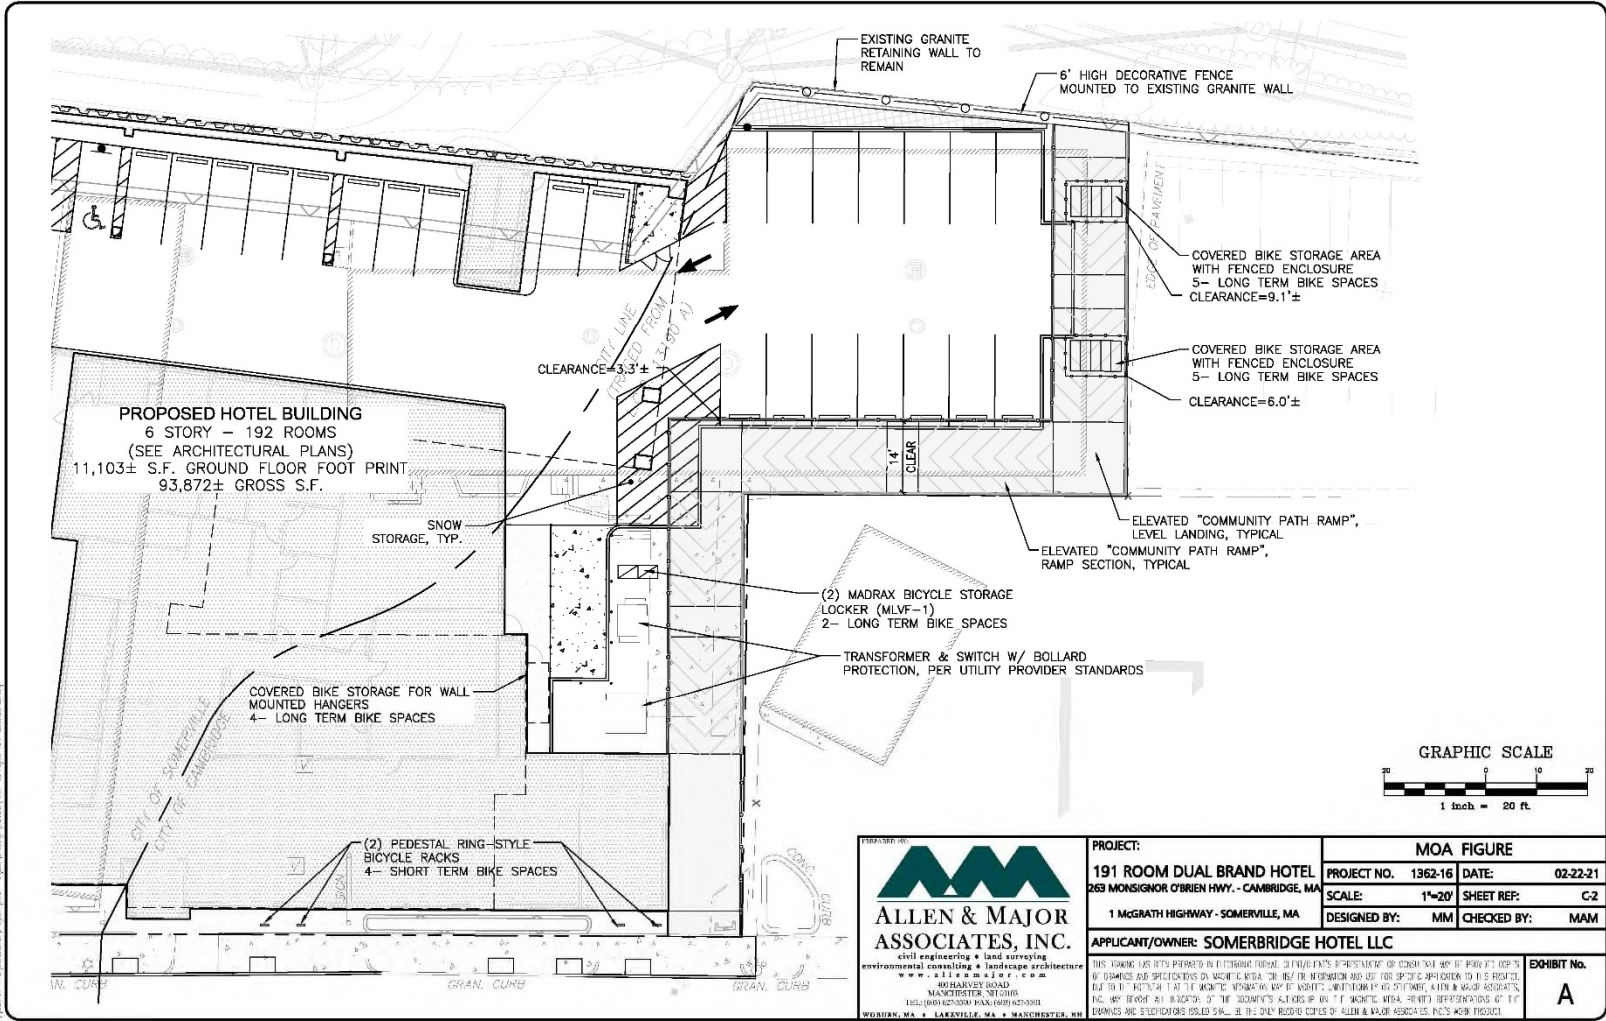 EXISTING GRANITE
RETAINING WALL TO
REMAIN
6' HIGH DECORATIVE FENCE
MOUNTED TO EXISTING GRANITE WALL
EDGE OF PAVEMENT
COVERED BIKE STORAGE AREA
WITH FENCED ENCLOSURE
5- LONG TERM BIKE SPACES
CLEARANCE=9.1'±
CITY LINE
COVERED BIKE STORAGE AREA
WITH FENCED ENCLOSURE
5- LONG TERM BIKE SPACES
CLEARANCE=6.0'±
CLEARANCE=3.3'±
PROPOSED HOTEL BUILDING
6 STORY - 192 ROOMS
(SEE ARCHITECTURAL PLANS)
11,103± S.F. GROUND FLOOR FOOT PRINT
93,872± GROSS S.F.
14'
CLEAR
SNOW
STORAGE, TYP.
ELEVATED "COMMUNITY PATH RAMP",
LEVEL LANDING, TYPICAL
ELEVATED "COMMUNITY PATH RAMP",
RAMP SECTION, TYPICAL
(2) MADRAX BICYCLE STORAGE
LOCKER (MLVF-1)
2- LONG TERM BIKE SPACES
TRANSFORMER & SWITCH W/ BOLLARD
PROTECTION, PER UTILITY PROVIDER STANDARDS
COVERED BIKE STORAGE FOR WALL
MOUNTED HANGERS
4- LONG TERM BIKE SPACES
CITY OF SOMERVILLE
CITY OF CAMBRIDGE
(2) PEDESTAL RING-STYLE
BICYCLE RACKS
4- SHORT TERM BIKE SPACES
CONC.
CURB
GRAN. CURB
GRAN. CURB
GRAPHIC SCALE
20 0 10 20
1 inch = 20 ft.
PREPARED BY:
ALLEN & MAJOR
ASSOCIATES, INC.
civil engineering ♦ land surveying
environmental consulting ♦ landscape architecture
www.allenmajor.com
400 HARVEY ROAD
MANCHESTER, NH 03103
WOBURN, MA ♦ LAKEVILLE, MA ♦ MANCHESTER, NH
PROJECT:
191 ROOM DUAL BRAND HOTEL
263 MONSIGNOR O'BRIEN HWY. - CAMBRIDGE, MA
1 McGRATH HIGHWAY - SOMERVILLE, MA
MOA FIGURE
PROJECT NO. 1362-16 DATE: 02-22-21
SCALE: 1"=20' SHEET REF: C-2
DESIGNED BY: MM CHECKED BY: MAM
APPLICANT/OWNER: SOMERBRIDGE HOTEL LLC
EXHIBIT No.
A